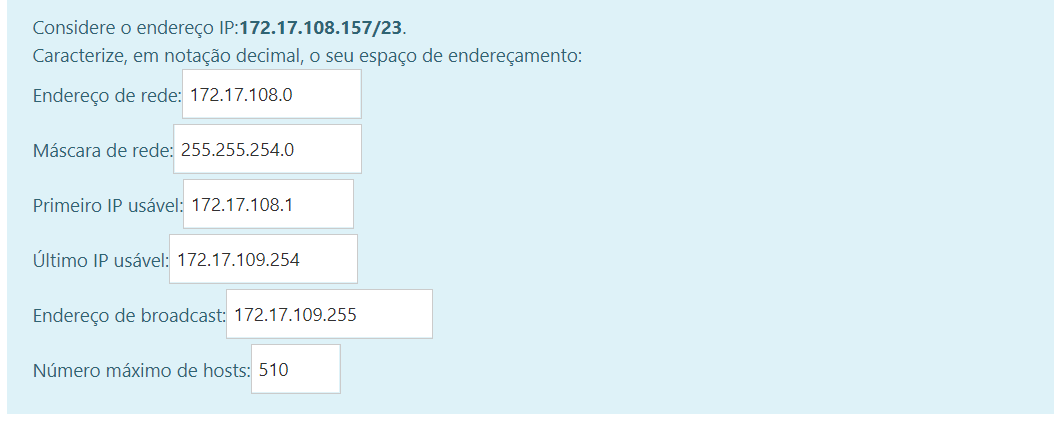 Considere o endereço IP:172.17.108.157/23.
Caracterize, em notação decimal, o seu espaço de endereçamento:
Endereço de rede: 172.17.108.0
Máscara de rede: 255.255.254.0
Primeiro IP usável: 172.17.108.1
Último IP usável: 172.17.109.254
Endereço de broadcast: 172.17.109.255
Número máximo de hosts: 510